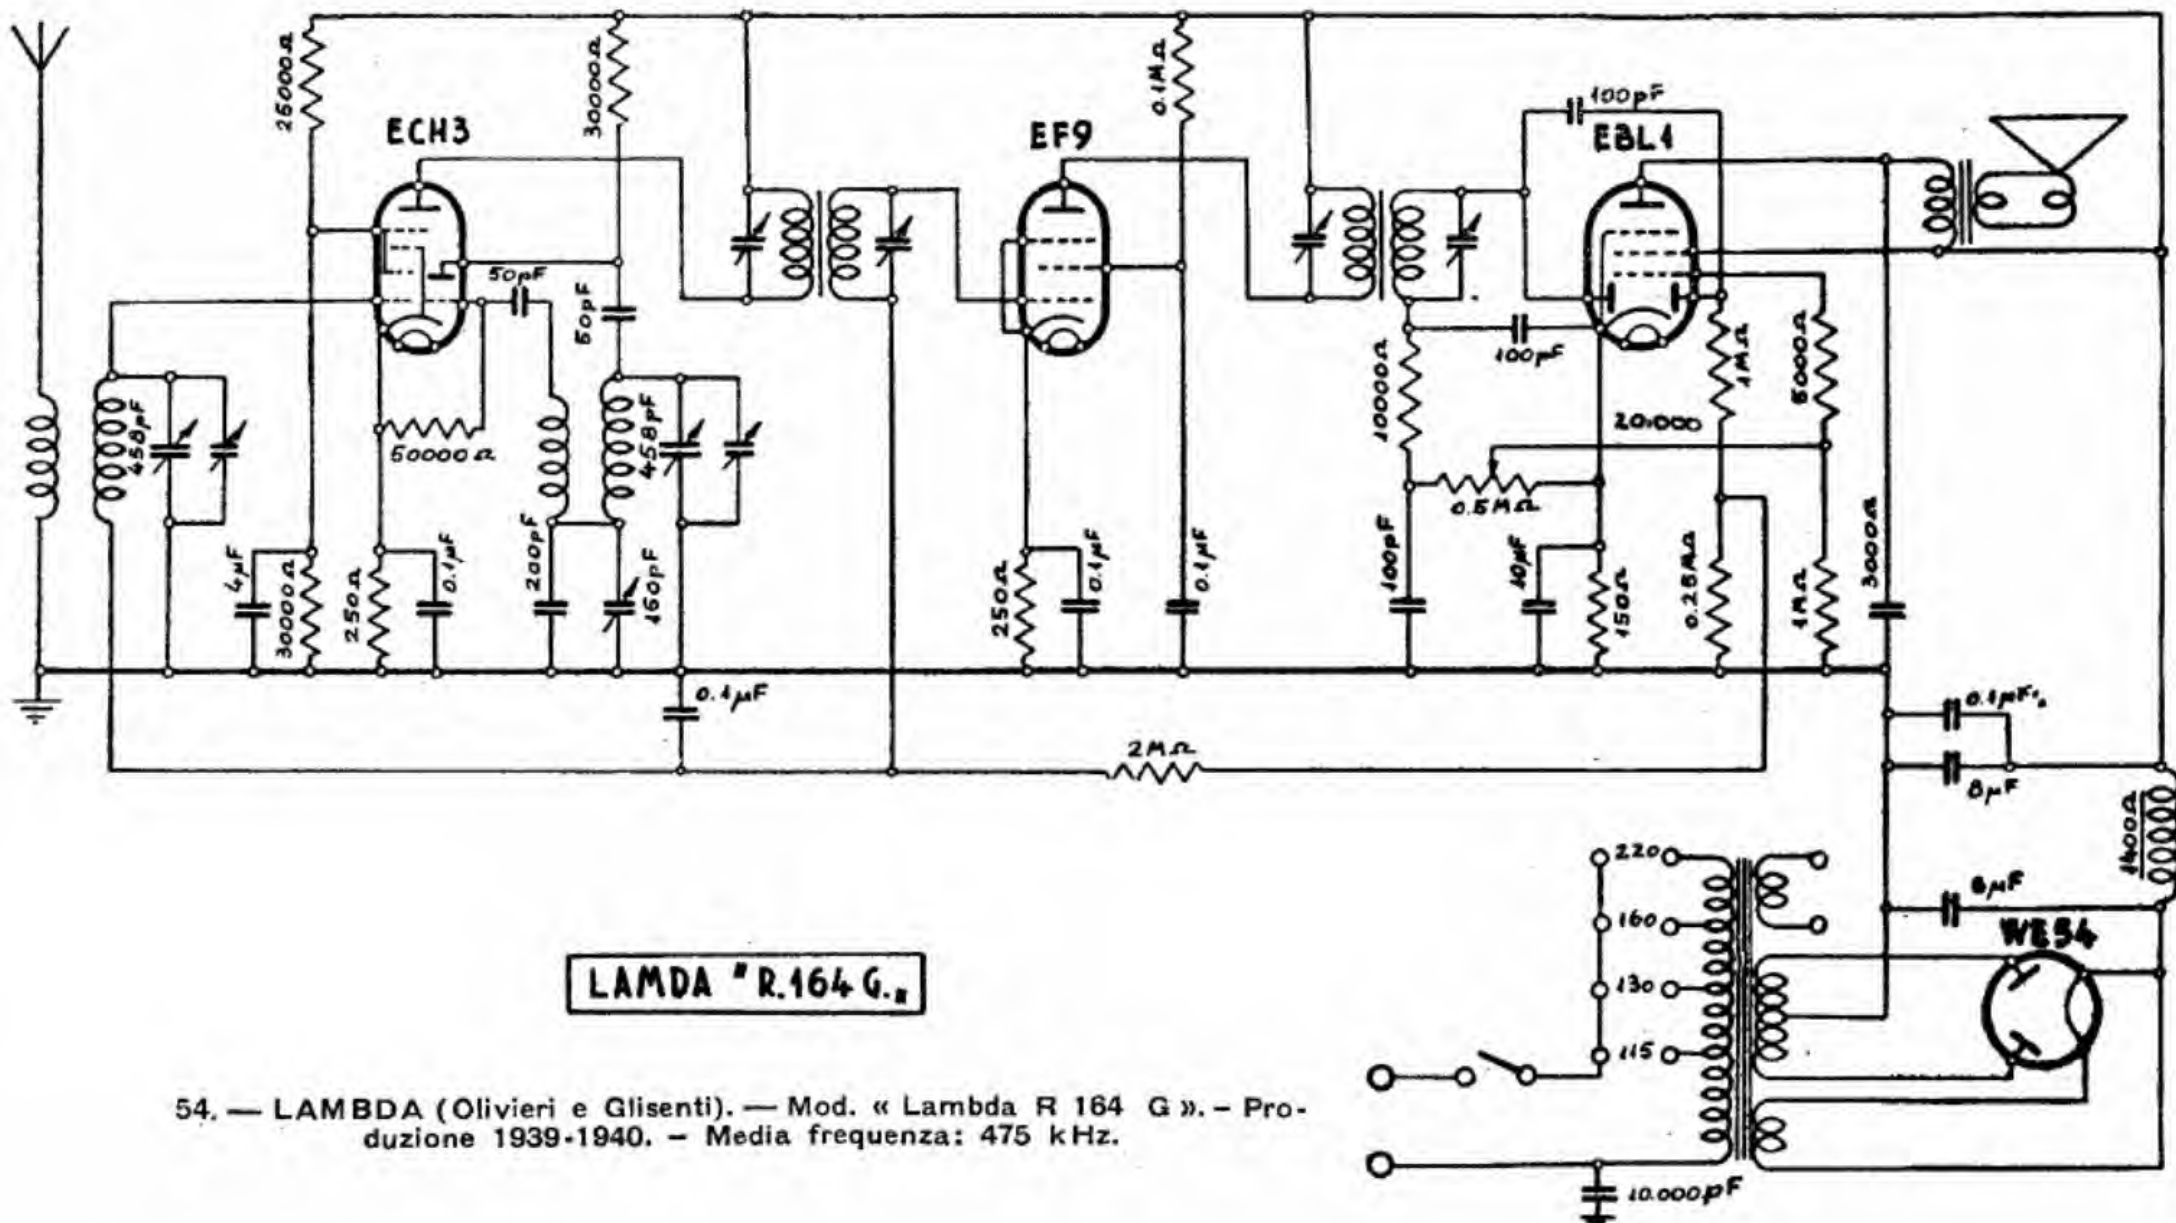 25000Ω
30000Ω
0.1MΩ
100pF
ECH3
EF9
EBL1
50pF
50pF
100pF
1MΩ
50000Ω
10000Ω
20.000
458pF
458pF
50000Ω
0.5MΩ
4µF
30000Ω
250Ω
0.1µF
200pF
160pF
250Ω
0.1µF
0.1µF
100pF
10µF
150Ω
0.25MΩ
1MΩ
3000Ω
0.1µF
0.1µF
2MΩ
8µF
1400Ω
220
160
130
115
WE54
LAMDA "R.164 G."
54. — LAMBDA (Olivieri e Glisenti). — Mod. « Lambda R 164 G ». – Pro-
duzione 1939-1940. – Media frequenza: 475 kHz.
10.000pF